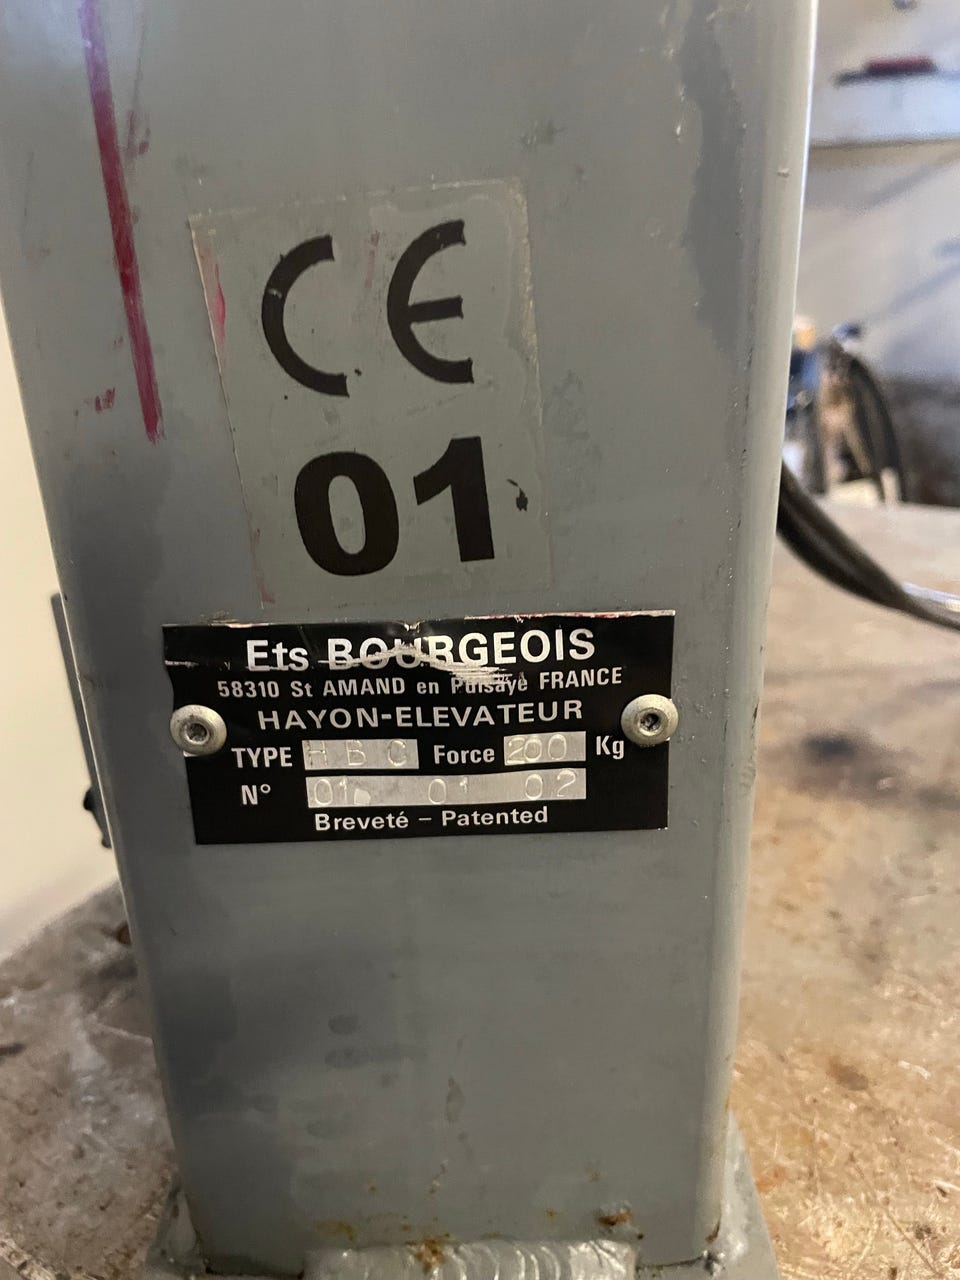 CE
01
Ets BOURGEOIS
58310 St AMAND en Puisaye FRANCE
HAYON-ELEVATEUR
TYPE H B C Force 200 Kg
N° 01 01 02
Breveté - Patented